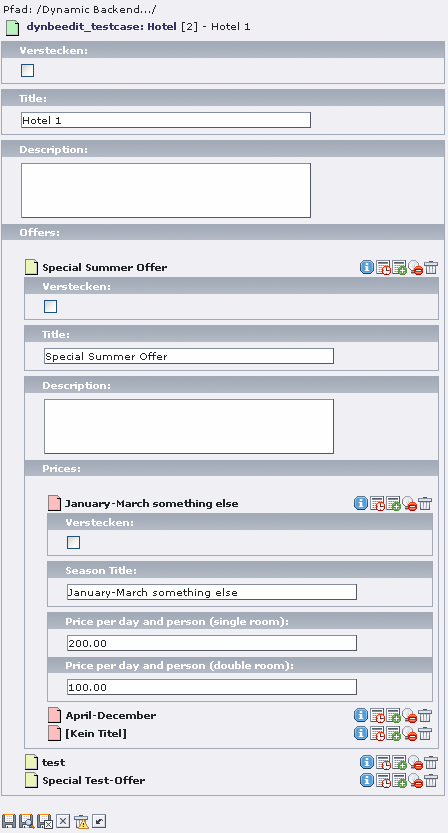 Pfad: /Dynamic Backend.../
dynbeedit_testcase: Hotel [2] - Hotel 1
Verstecken:
Title:
Hotel 1
Description:
Offers:
Special Summer Offer
Verstecken:
Title:
Special Summer Offer
Description:
Prices:
January-March something else
Verstecken:
Season Title:
January-March something else
Price per day and person (single room):
200.00
Price per day and person (double room):
100.00
April-December
[Kein Titel]
test
Special Test-Offer